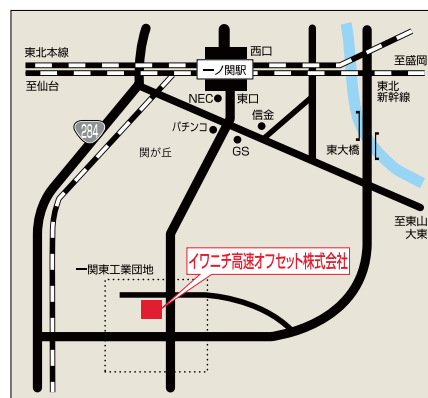 西口
東北本線
一ノ関駅
至盛岡
至仙台
東北
新幹線
NEC
東口
284
信金
パチンコ
関が丘
GS
東大橋
至東山
大東
イワニチ高速オフセット株式会社
一関東工業団地